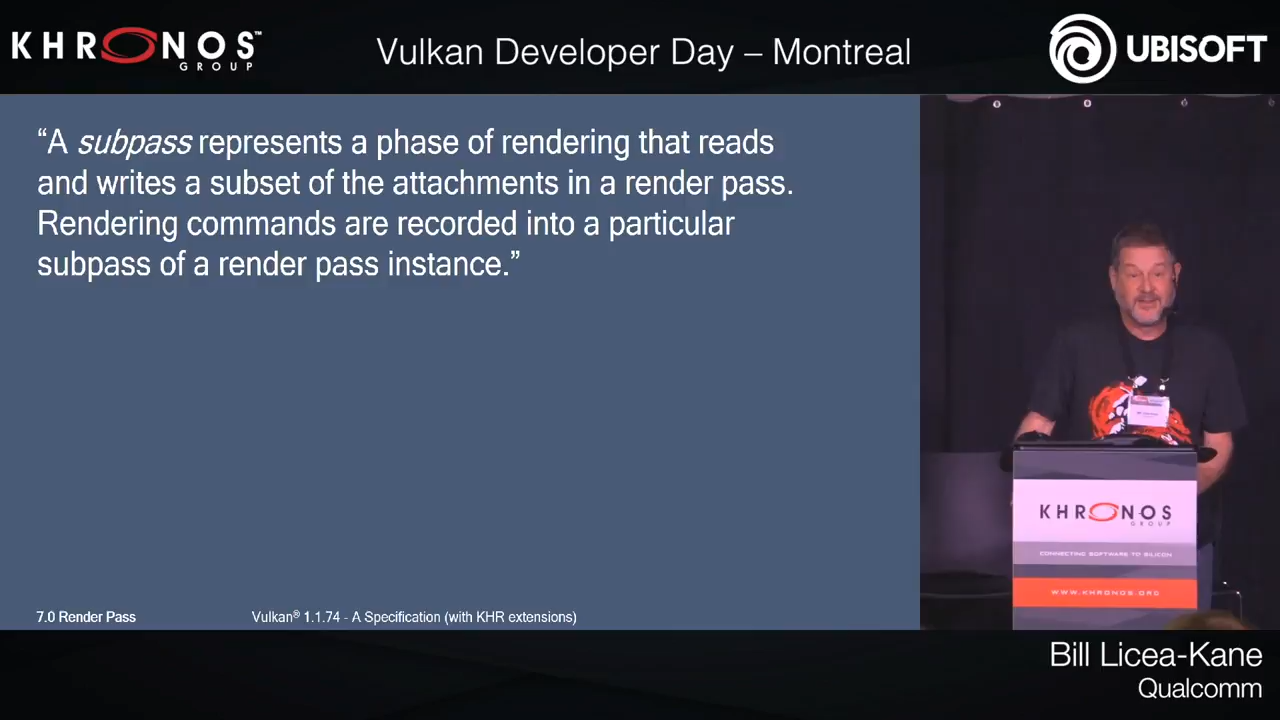 KHRONOS™
GROUP
Vulkan Developer Day – Montreal
UBISOFT
“A subpass represents a phase of rendering that reads
and writes a subset of the attachments in a render pass.
Rendering commands are recorded into a particular
subpass of a render pass instance.”
7.0 Render Pass
Vulkan® 1.1.74 - A Specification (with KHR extensions)
KHRONOS
GROUP
CONNECTING SOFTWARE TO SILICON
WWW.KHRONOS.ORG
Bill Licea-Kane
Qualcomm